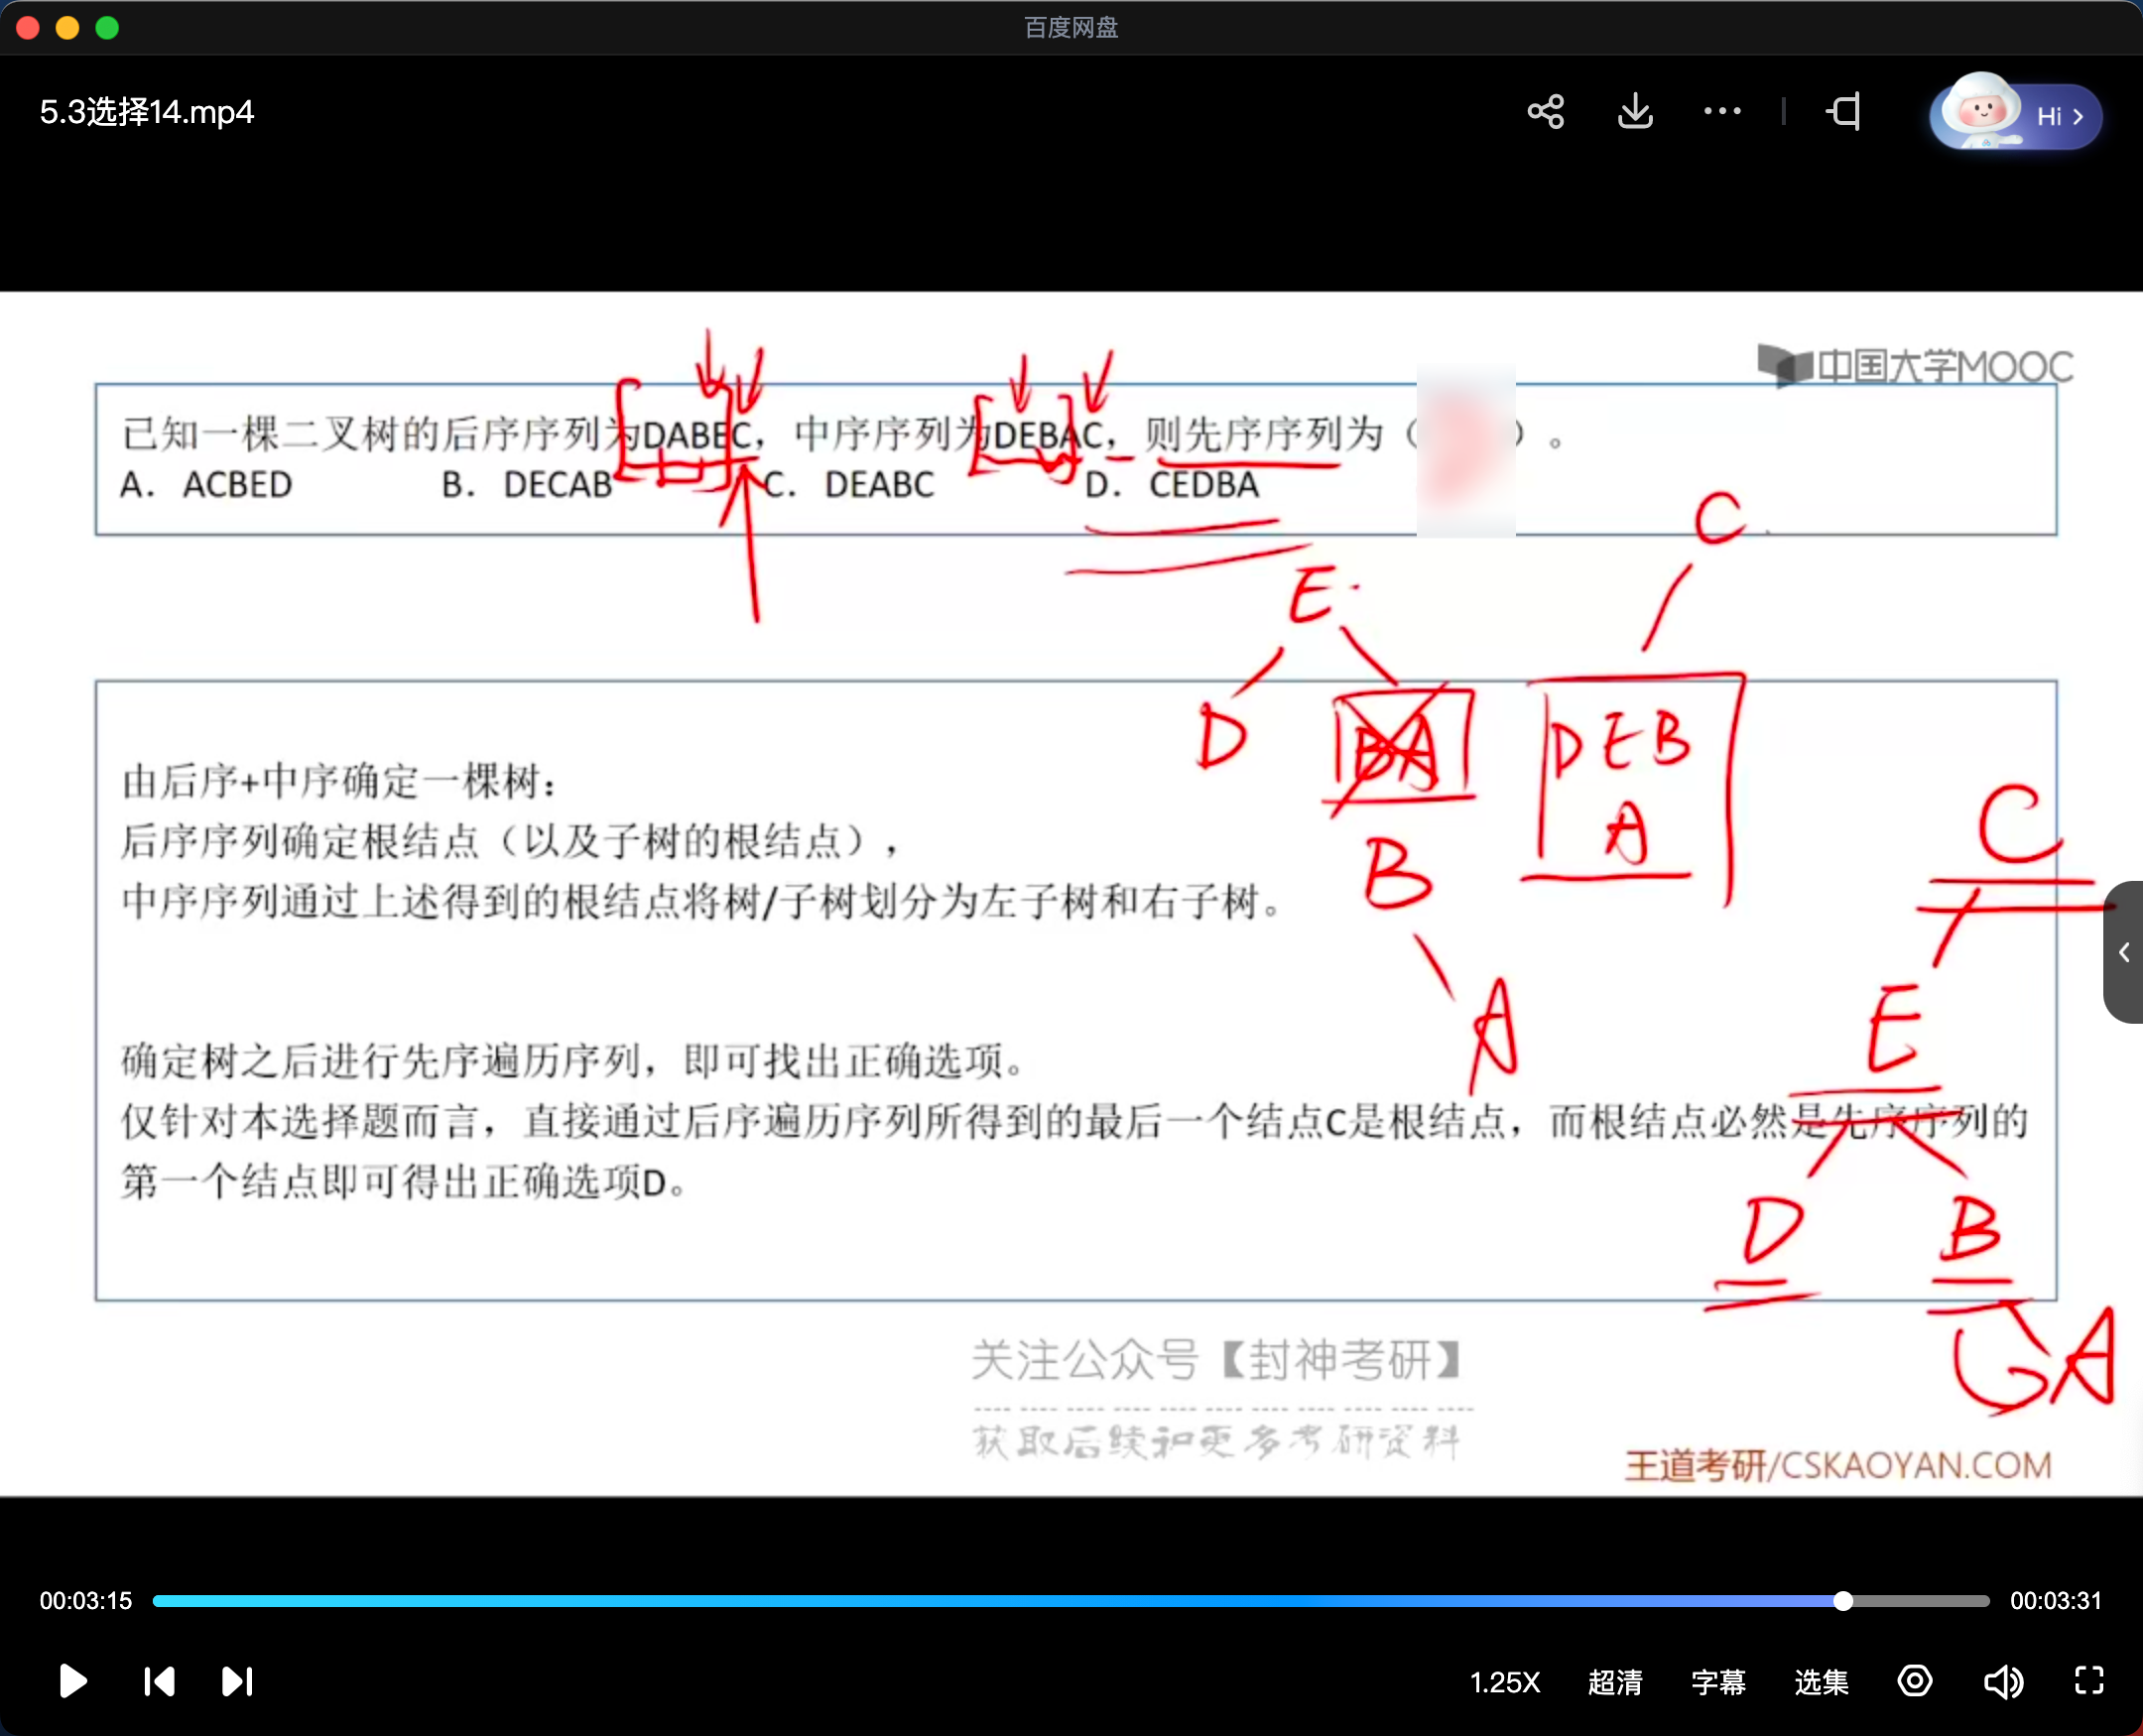 百度网盘
5.3选择14.mp4
Hi
中国大学MOOC
已知一棵二叉树的后序序列为DABEC，中序序列为DEBAC，则先序序列为（ ）。
A. ACBED B. DECAB C. DEABC D. CEDBA
C
E
D
BA
DEB
A
B
A
C
E
D
B
A
由后序+中序确定一棵树：
后序序列确定根结点（以及子树的根结点），
中序序列通过上述得到的根结点将树/子树划分为左子树和右子树。
确定树之后进行先序遍历序列，即可找出正确选项。
仅针对本选择题而言，直接通过后序遍历序列所得到的最后一个结点C是根结点，而根结点必然是先序序列的
第一个结点即可得出正确选项D。
关注公众号【封神考研】
获取后续和更多考研资料
王道考研/CSKAOYAN.COM
00:03:15
00:03:31
1.25X 超清 字幕 选集